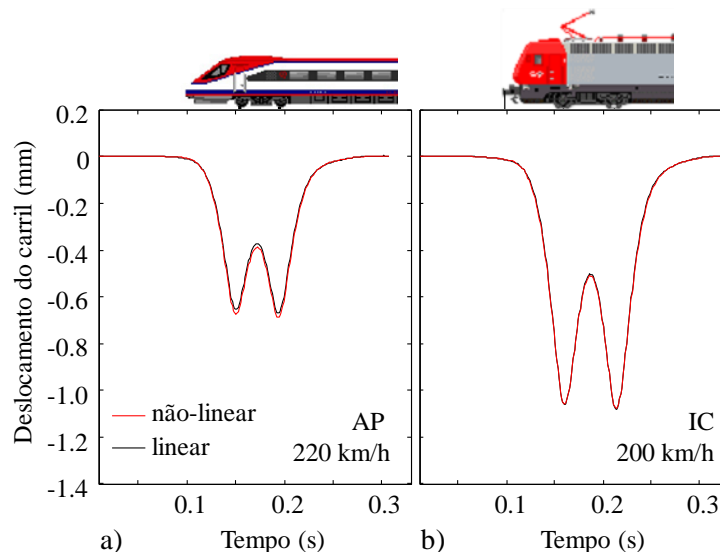 0.2
0
-0.2
-0.4
-0.6
-0.8
-1.0
-1.2
-1.4
Deslocamento do carril (mm)
não-linear
linear
AP
220 km/h
IC
200 km/h
0.1
0.2
0.1
0.2
0.3
a)
Tempo (s)
b)
Tempo (s)